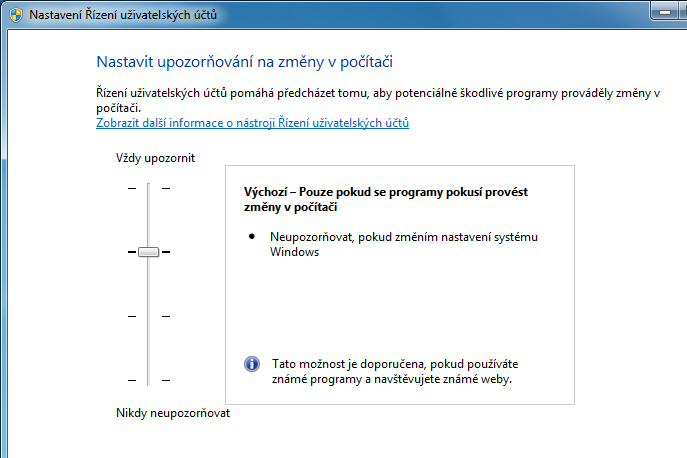 Nastavení Řízení uživatelských účtů
Nastavit upozorňování na změny v počítači
Řízení uživatelských účtů pomáhá předcházet tomu, aby potenciálně škodlivé programy prováděly změny v
počítači.
Zobrazit další informace o nástroji Řízení uživatelských účtů
Vždy upozornit
Výchozí – Pouze pokud se programy pokusí provést
změny v počítači
• Neupozorňovat, pokud změním nastavení systému
Windows
Tato možnost je doporučena, pokud používáte
známé programy a navštěvujete známé weby.
Nikdy neupozorňovat